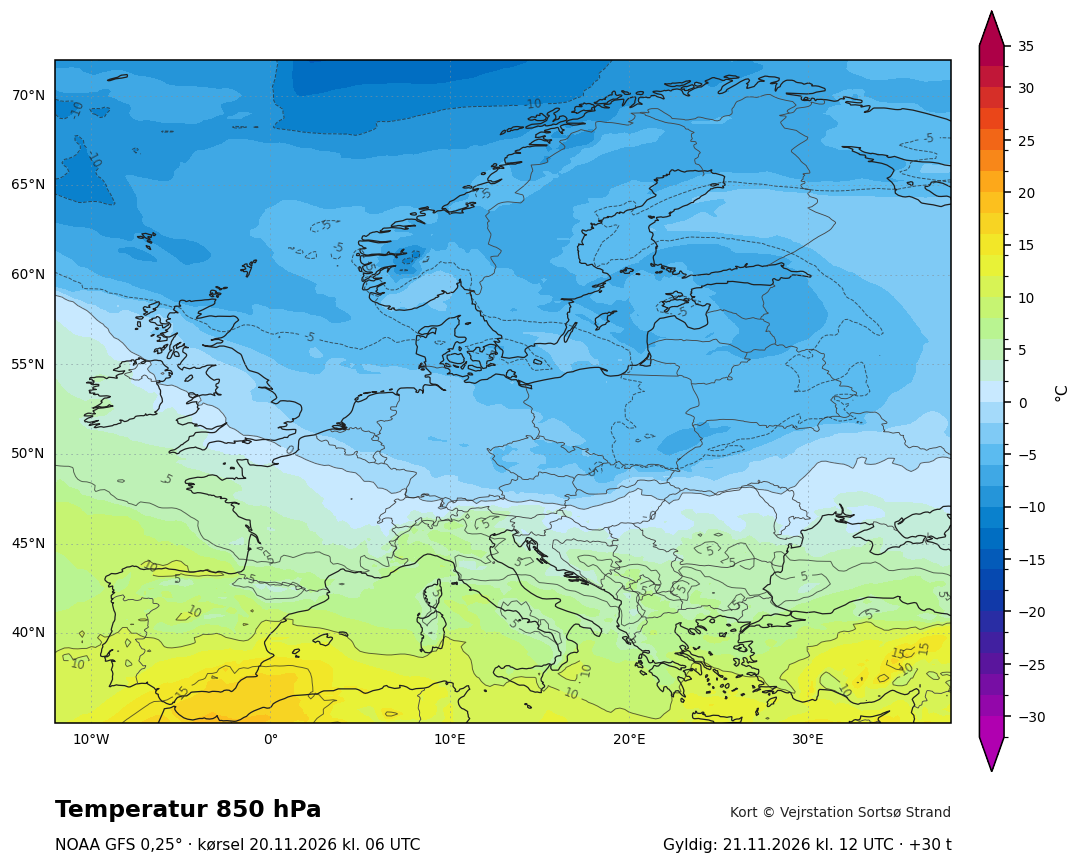 70°N
65°N
60°N
55°N
50°N
45°N
40°N
10°W 0° 10°E 20°E 30°E
35
30
25
20
15
10
5
0
−5
−10
−15
−20
−25
−30
°C
Temperatur 850 hPa
Kort © Vejrstation Sortsø Strand
NOAA GFS 0,25° · kørsel 20.11.2026 kl. 06 UTC
Gyldig: 21.11.2026 kl. 12 UTC · +30 t